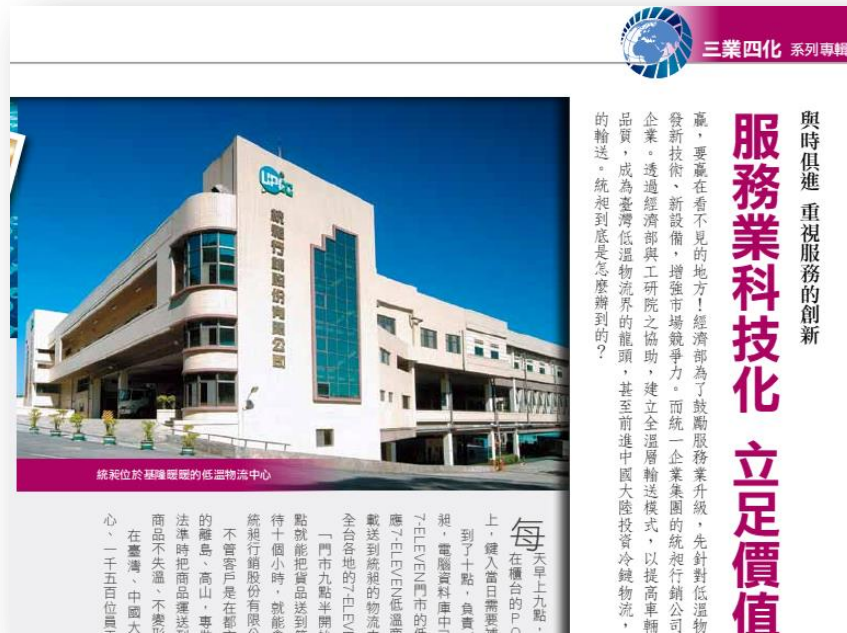 三業四化 系列專輯
與時俱進 重視服務的創新
服務業科技化 立足價值
贏，要贏在看不見的地方！經濟部為了鼓勵服務業升級，先針對低溫物
發新技術、新設備，增強市場競爭力。而統一企業集團的統昶行銷公司
企業。透過經濟部與工研院之協助，建立全溫層輸送模式，以提高車輛
品質，成為臺灣低溫物流界的龍頭，甚至前進中國大陸投資冷鏈物流，
的輸送。統昶到底是怎麼辦到的？
統昶行銷股份有限公司
統昶位於基隆暖暖的低溫物流中心
每天早上九點，
在櫃台的ＰＯ
上，鍵入當日需要補
到了十點，負責
昶，電腦資料庫中
7-ELEVEN門市的低
應7-ELEVEN低溫商
載送到統昶的物流中
全台各地的7-ELEVE
「門市九點半開始
點就能把貨品送到
待十個小時，就能
統昶行銷股份有限公
不管客戶是在都市
的離島、高山，專
法準時把商品運送到
商品不失溫、不變形
在臺灣、中國大
心、一千五百位員